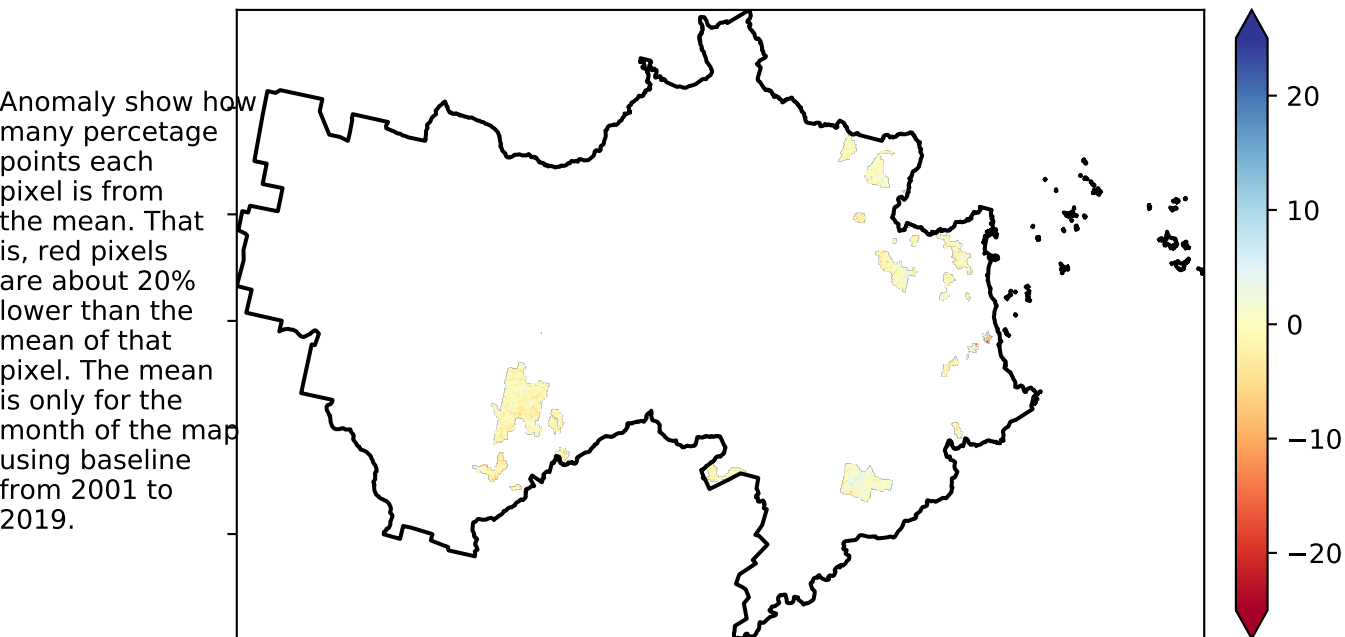 Anomaly show how
many percetage
points each
pixel is from
the mean. That
is, red pixels
are about 20%
lower than the
mean of that
pixel. The mean
is only for the
month of the map
using baseline
from 2001 to
2019.
20
10
0
−10
−20